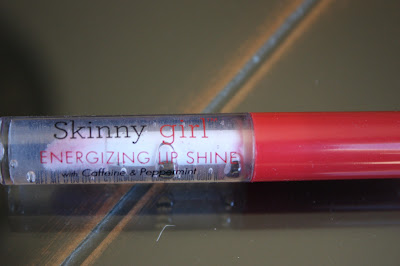 Skinny girl
ENERGIZING LIP SHINE
with Caffeine & Peppermint